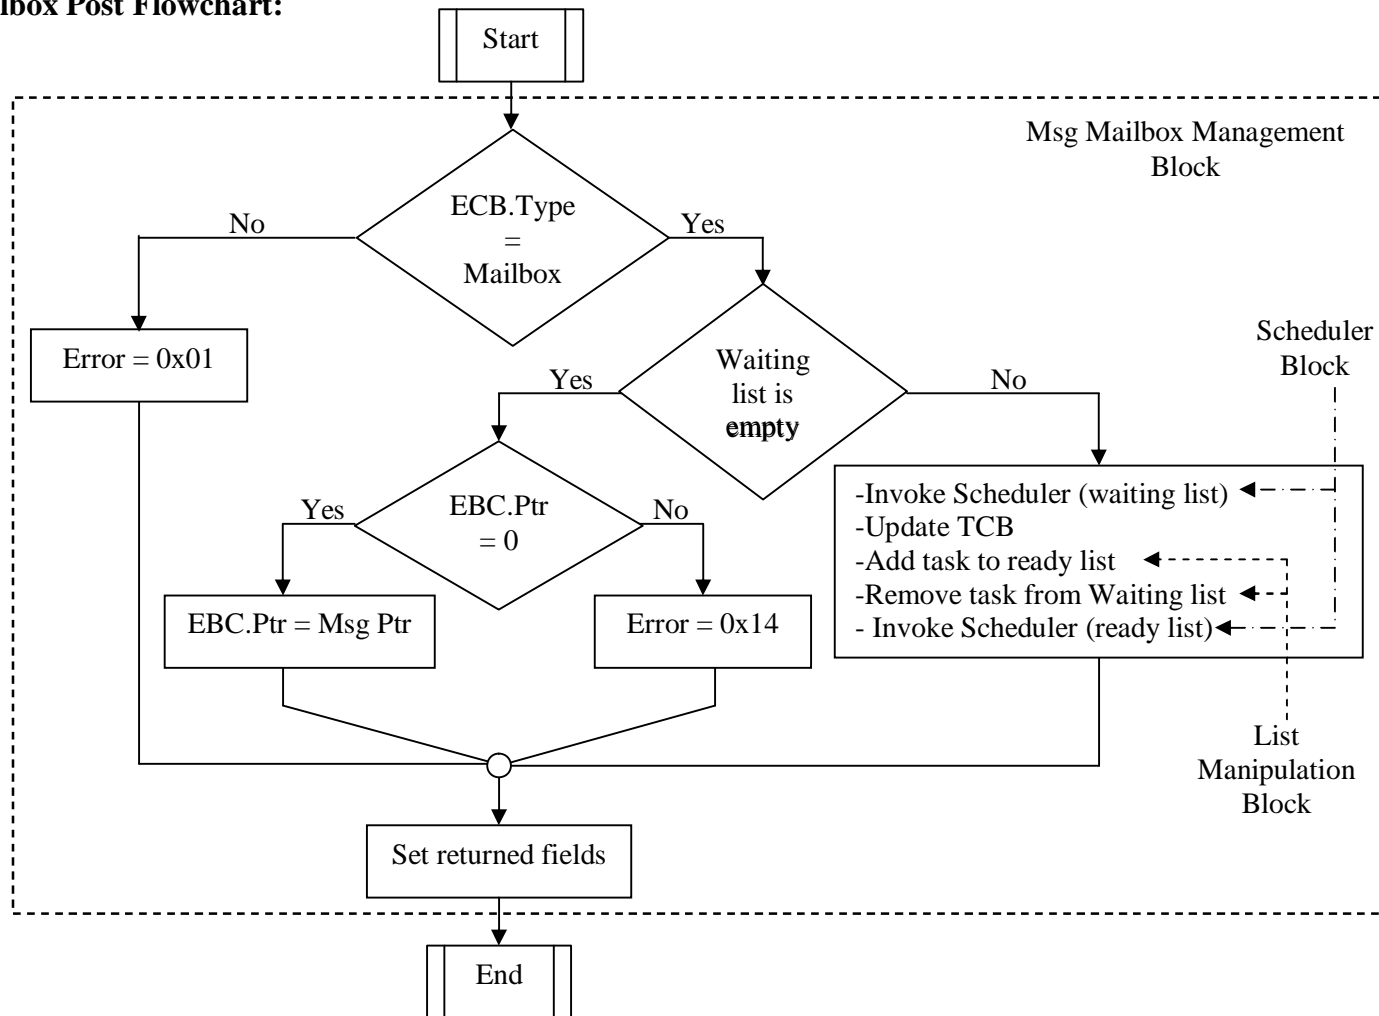 lbox Post Flowchart:
Start
Msg Mailbox Management
Block
ECB.Type
=
Mailbox
No
Yes
Error = 0x01
Waiting
list is
empty
Yes
No
Scheduler
Block
EBC.Ptr
= 0
Yes
No
-Invoke Scheduler (waiting list)
-Update TCB
-Add task to ready list
-Remove task from Waiting list
- Invoke Scheduler (ready list)
EBC.Ptr = Msg Ptr
Error = 0x14
List
Manipulation
Block
Set returned fields
End